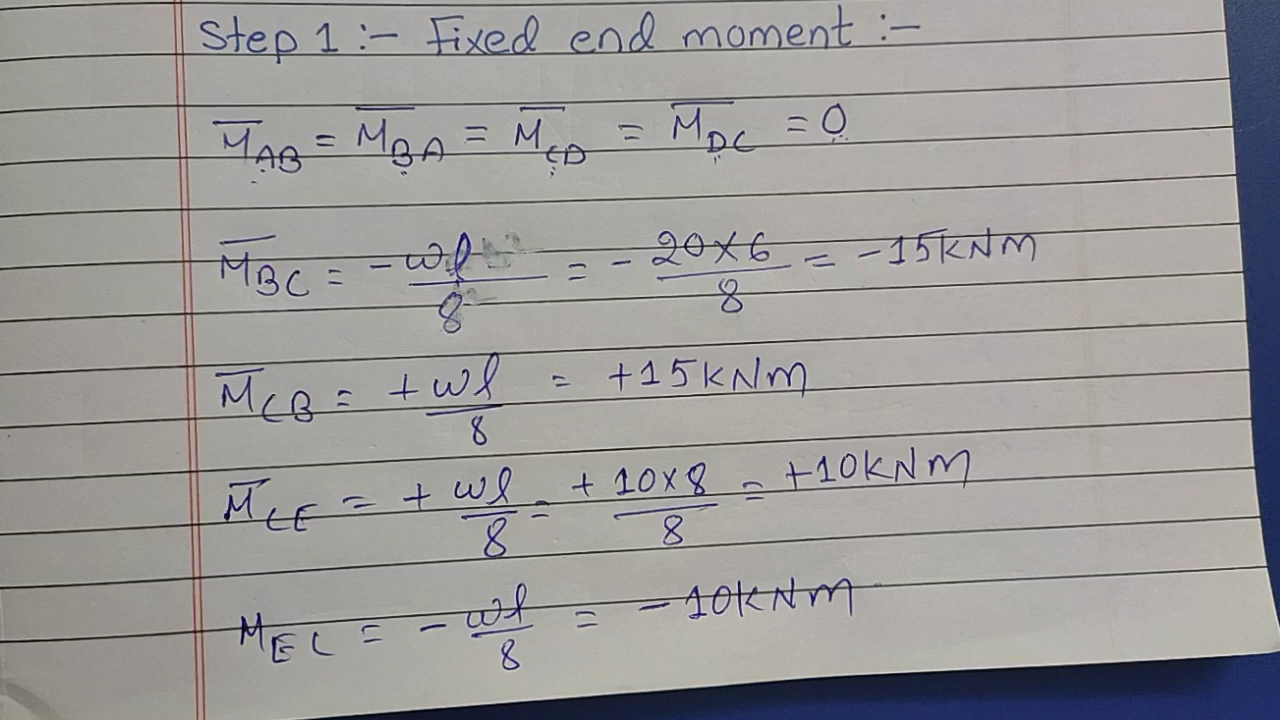 Step 1 :- Fixed end moment :-
M̅AB = M̅BA = M̅CD = M̅DC = 0
M̅BC = -wl/8 = - 20×6/8 = -15kNm
M̅CB = +wl/8 = +15kNm
M̅CE = + wl/8 = + 10×8/8 = +10kNm
MEC = - wl/8 = - 10kNm